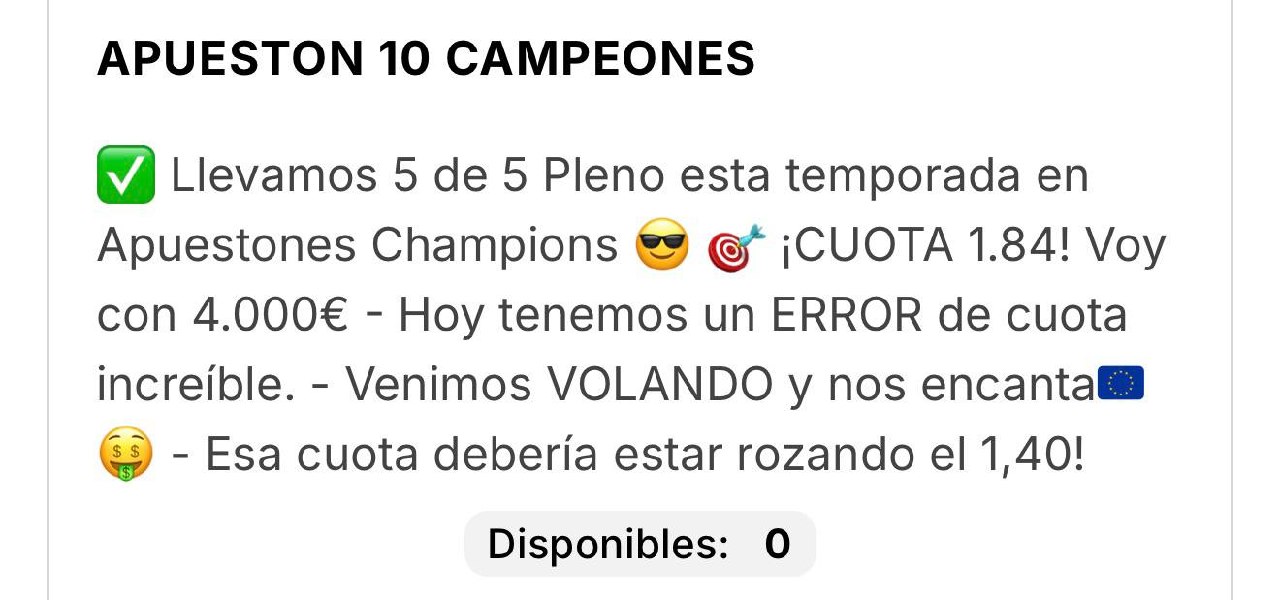 APUESTON 10 CAMPEONES
✅ Llevamos 5 de 5 Pleno esta temporada en
Apuestones Champions 😎 🎯 ¡CUOTA 1.84! Voy
con 4.000€ - Hoy tenemos un ERROR de cuota
increíble. - Venimos VOLANDO y nos encanta🇪🇺
🤑 - Esa cuota debería estar rozando el 1,40!
Disponibles: 0